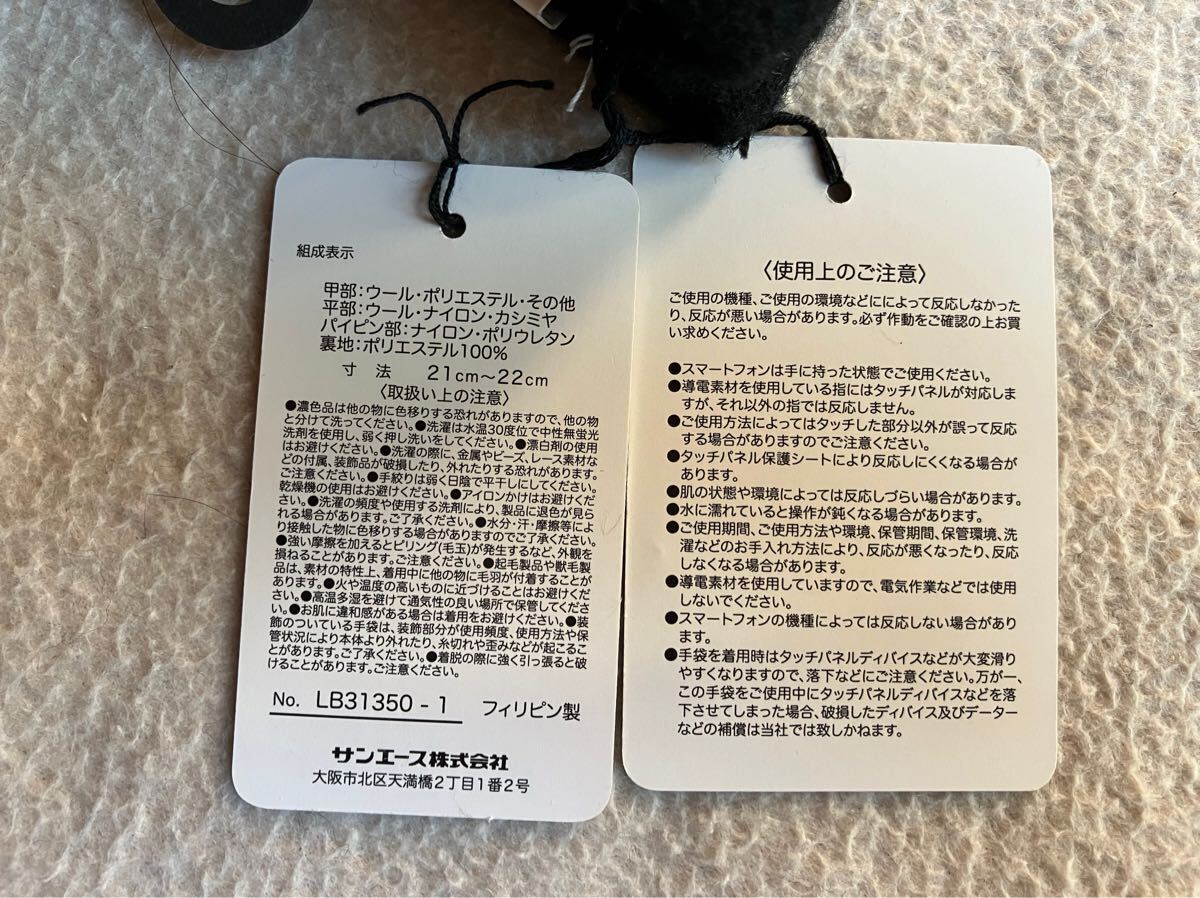 組成表示
甲部：ウール・ポリエステル・その他
平部：ウール・ナイロン・カシミヤ
パイピン部：ナイロン・ポリウレタン
裏地：ポリエステル100%
寸 法 21cm～22cm
〈取扱い上の注意〉
●濃色品は他の物に色移りする恐れがありますので、他の物
と分けて洗ってください。●洗濯は水温30度位で中性無蛍光
洗剤を使用し、弱く押し洗いをしてください。●漂白剤の使用
はお避けください。●洗濯の際に、金属やビーズ、レース素材な
どの付属、装飾品が破損したり、外れたりする恐れがあります。
ご注意ください。●手絞りは弱く日陰で平干しにしてください。
乾燥機の使用はお避けください。●アイロンかけはお避けくだ
さい。●洗濯の頻度や使用する洗剤により、製品に退色が見ら
れる場合があります。ご了承ください。●水分・汗・摩擦等によ
り接触した物に色移りする場合がありますのでご了承ください。
●強い摩擦を加えるとピリング(毛玉)が発生するなど、外観を
損ねることがあります。ご注意ください。●起毛製品や獣毛製
品は、素材の特性上、着用中に他の物に毛羽が付着することが
あります。●火や温度の高いものに近づけることはお避けくだ
さい。●高温多湿を避けて通気性の良い場所で保管してくださ
い。●お肌に違和感がある場合は着用をお避けください。●装
飾のついている手袋は、装飾部分が使用頻度、使用方法や保
管状況により本体より外れたり、糸切れや歪みなどが起こるこ
とがあります。ご了承ください。●着脱の際に強く引っ張ると破
けることがあります。ご注意ください。
No. LB31350 - 1 フィリピン製
サンエース株式会社
大阪市北区天満橋2丁目1番2号
〈使用上のご注意〉
ご使用の機種、ご使用の環境などにによって反応しなかった
り、反応が悪い場合があります。必ず作動をご確認の上お買
い求めください。
●スマートフォンは手に持った状態でご使用ください。
●導電素材を使用している指にはタッチパネルが対応しま
すが、それ以外の指では反応しません。
●ご使用方法によってはタッチした部分以外が誤って反応
する場合がありますのでご注意ください。
●タッチパネル保護シートにより反応しにくくなる場合が
あります。
●肌の状態や環境によっては反応しづらい場合があります。
●水に濡れていると操作が鈍くなる場合があります。
●ご使用期間、ご使用方法や環境、保管期間、保管環境、洗
濯などのお手入れ方法により、反応が悪くなったり、反応
しなくなる場合があります。
●導電素材を使用していますので、電気作業などでは使用
しないでください。
●スマートフォンの機種によっては反応しない場合があり
ます。
●手袋を着用時はタッチパネルディバイスなどが大変滑り
やすくなりますので、落下などにご注意ください。万が一、
この手袋をご使用中にタッチパネルディバイスなどを落
下させてしまった場合、破損したディバイス及びデーター
などの補償は当社では致しかねます。